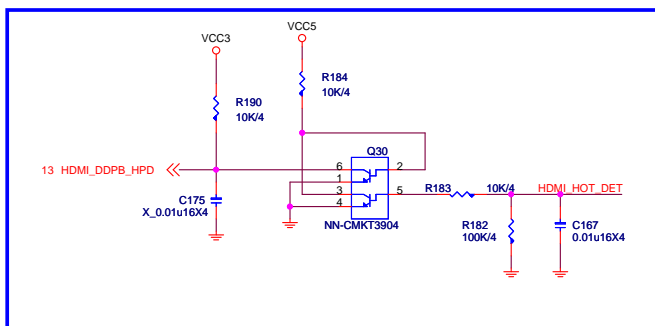 VCC3
VCC5
R190
10K/4
R184
10K/4
13 HDMI_DDPB_HPD
C175
X_0.01u16X4
Q30
6
1
3
4
2
5
NN-CMKT3904
R183
10K/4
HDMI_HOT_DET
R182
100K/4
C167
0.01u16X4